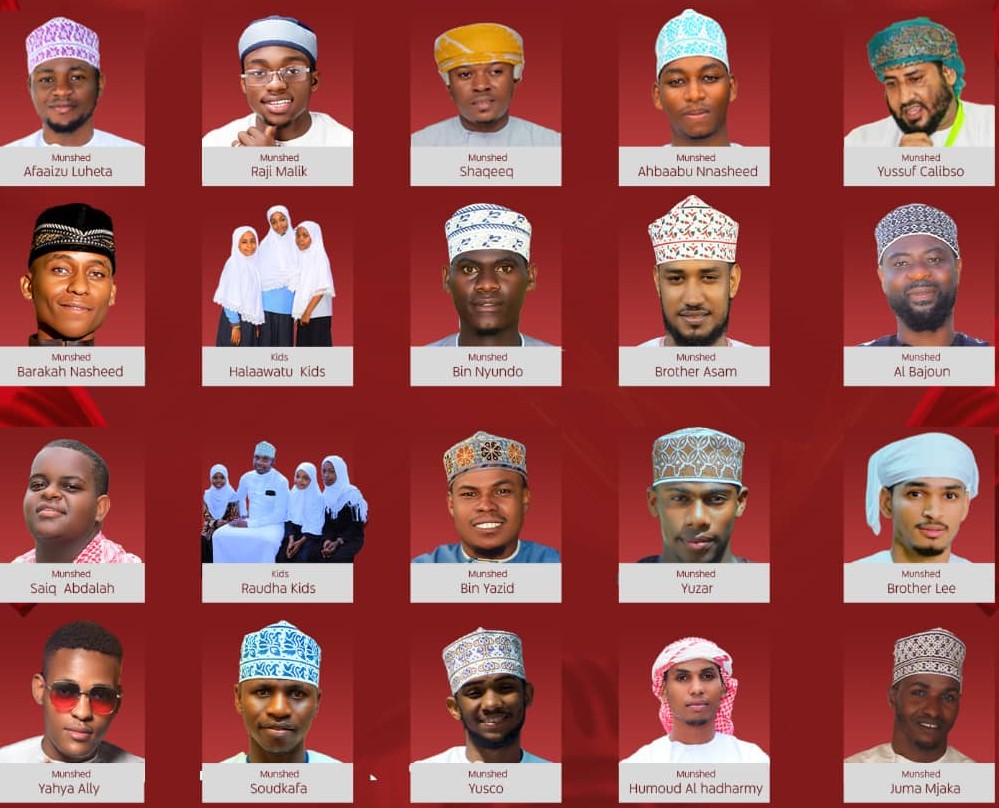 Munshed
Afaaizu Luheta
Munshed
Raji Malik
Munshed
Shaqeeq
Munshed
Ahbaabu Nnasheed
Munshed
Yussuf Calibso
Munshed
Barakah Nasheed
Kids
Halaawatu Kids
Munshed
Bin Nyundo
Munshed
Brother Asam
Munshed
Al Bajoun
Munshed
Saiq Abdalah
Kids
Raudha Kids
Munshed
Bin Yazid
Munshed
Yuzar
Munshed
Brother Lee
Munshed
Yahya Ally
Munshed
Soudkafa
Munshed
Yusco
Munshed
Humoud Al hadharmy
Munshed
Juma Mjaka